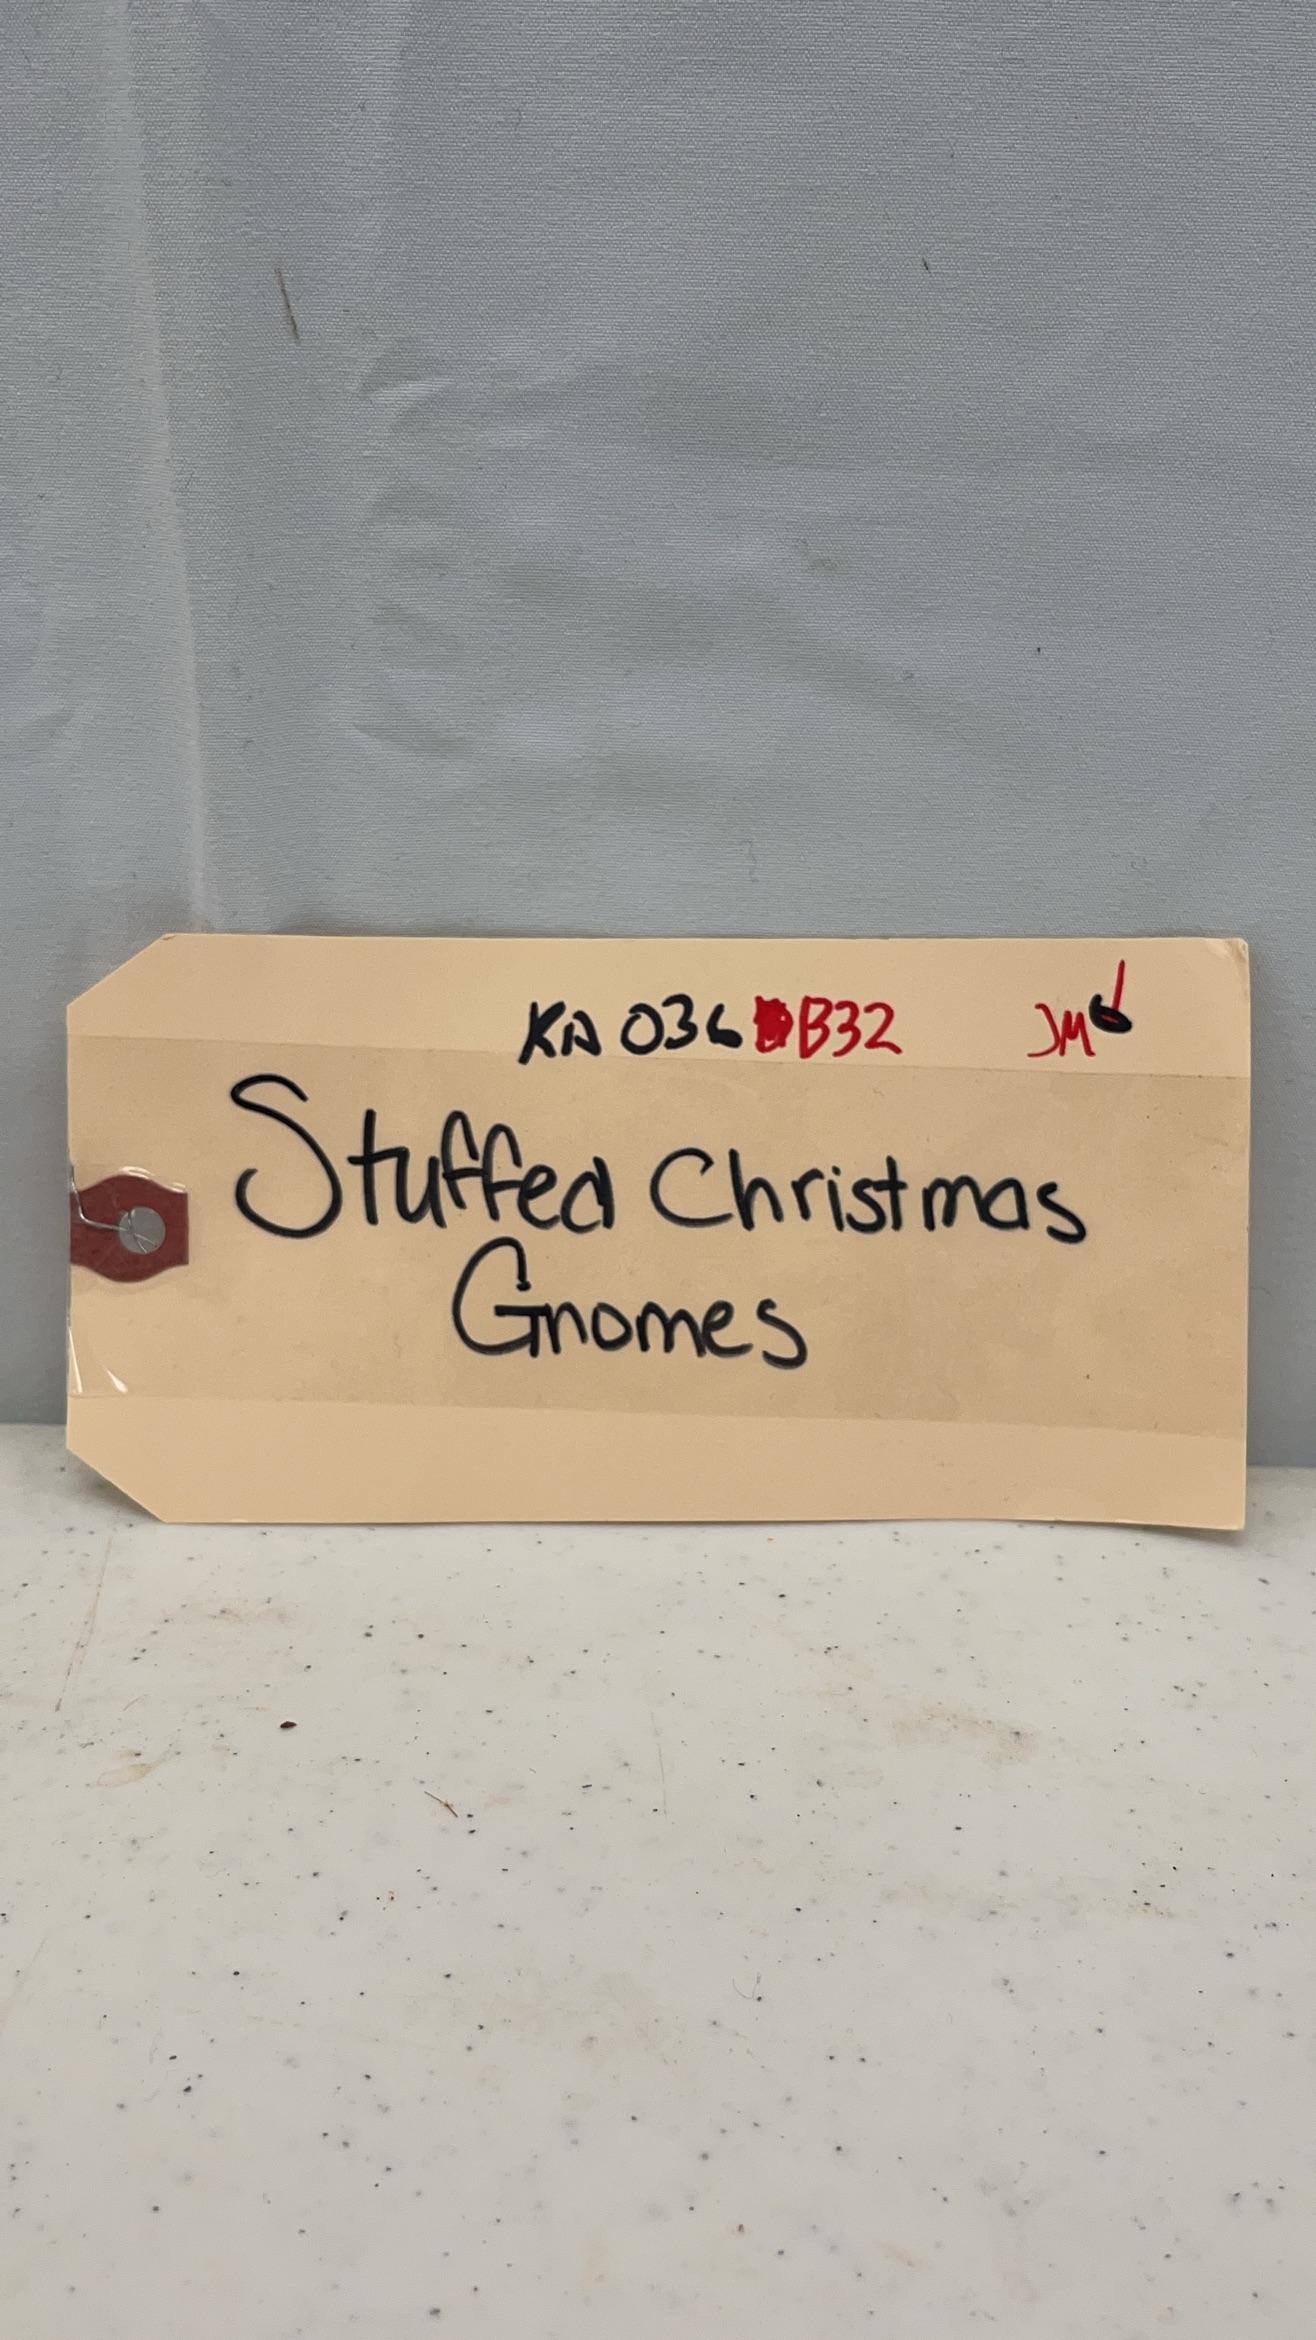 KA 036 B32 JM
Stuffed Christmas
Gnomes